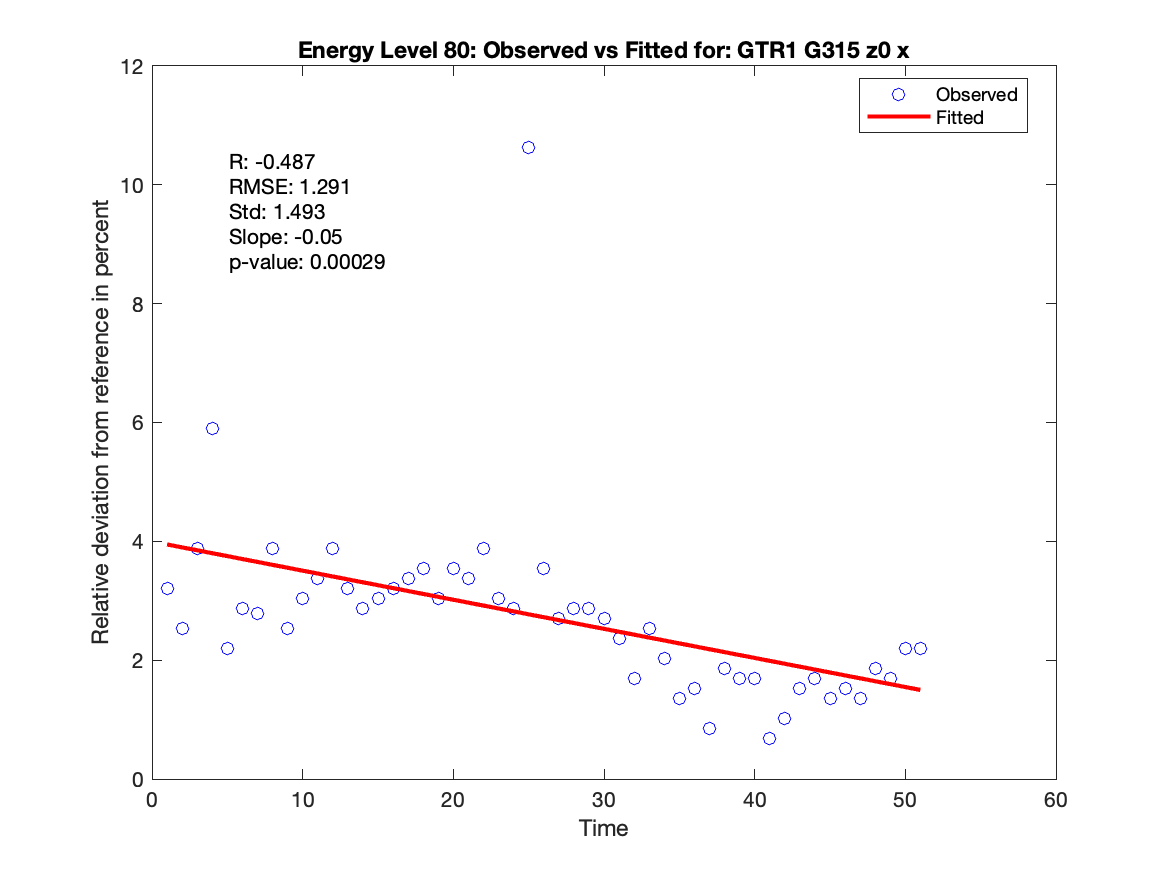 Energy Level 80: Observed vs Fitted for: GTR1 G315 z0 x
12
10
8
6
4
2
0
Relative deviation from reference in percent
R: -0.487
RMSE: 1.291
Std: 1.493
Slope: -0.05
p-value: 0.00029
Observed
Fitted
0 10 20 30 40 50 60
Time